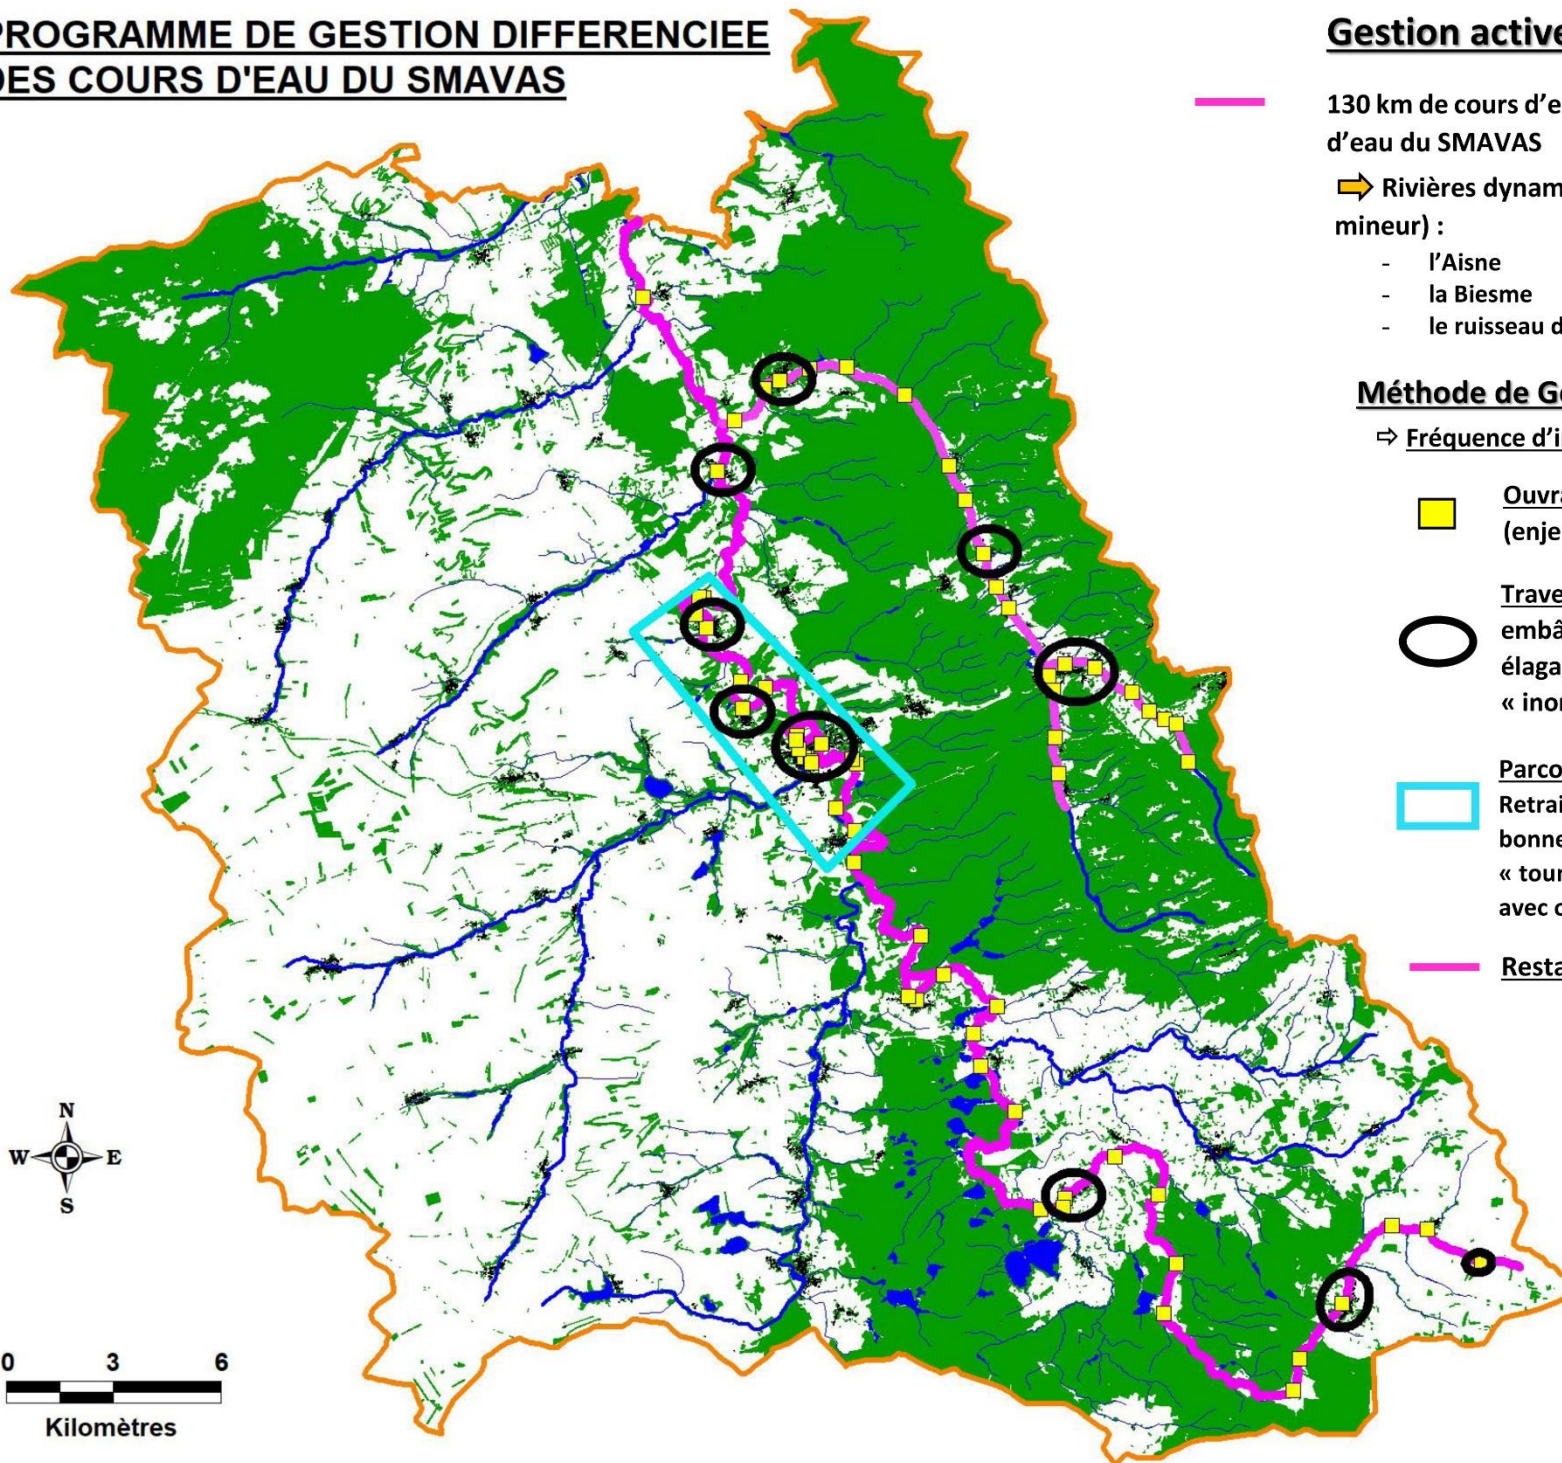 PROGRAMME DE GESTION DIFFERENCIEE
DES COURS D'EAU DU SMAVAS
Gestion active
130 km de cours d'e
d'eau du SMAVAS
Rivières dynam
mineur) :
- l'Aisne
- la Biesme
- le ruisseau d
Méthode de Ge
⇨ Fréquence d'in
Ouvra
(enje
Trave
embâ
élaga
« inon
Parco
Retrai
bonne
« tour
avec c
Resta
N
W E
S
0 3 6
Kilomètres